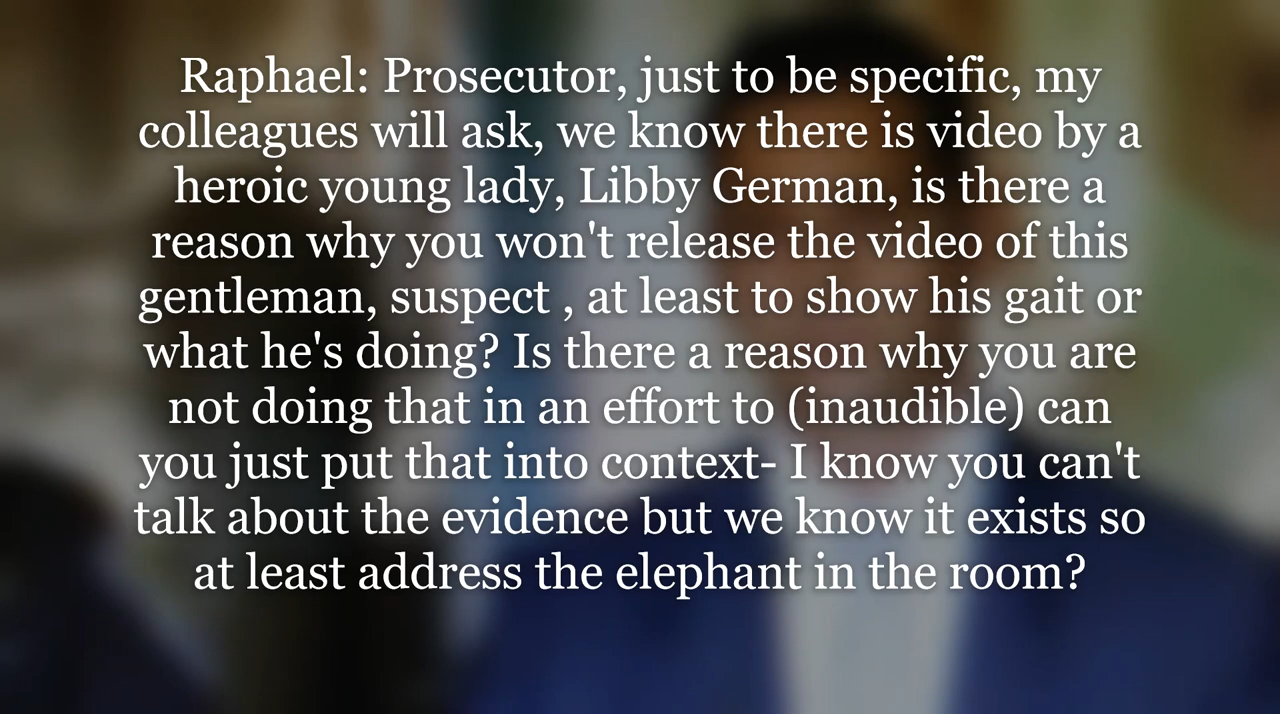 Raphael: Prosecutor, just to be specific, my
colleagues will ask, we know there is video by a
heroic young lady, Libby German, is there a
reason why you won't release the video of this
gentleman, suspect , at least to show his gait or
what he's doing? Is there a reason why you are
not doing that in an effort to (inaudible) can
you just put that into context- I know you can't
talk about the evidence but we know it exists so
at least address the elephant in the room?